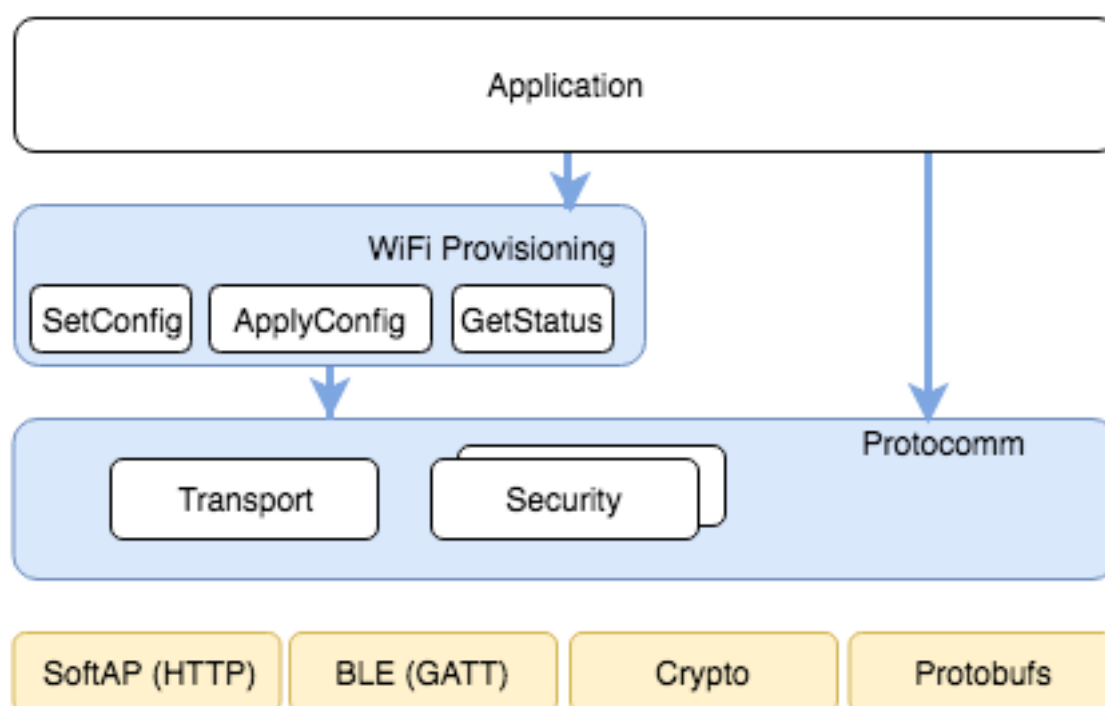 Application
WiFi Provisioning
SetConfig
ApplyConfig
GetStatus
Protocomm
Transport
Security
SoftAP (HTTP)
BLE (GATT)
Crypto
Protobufs